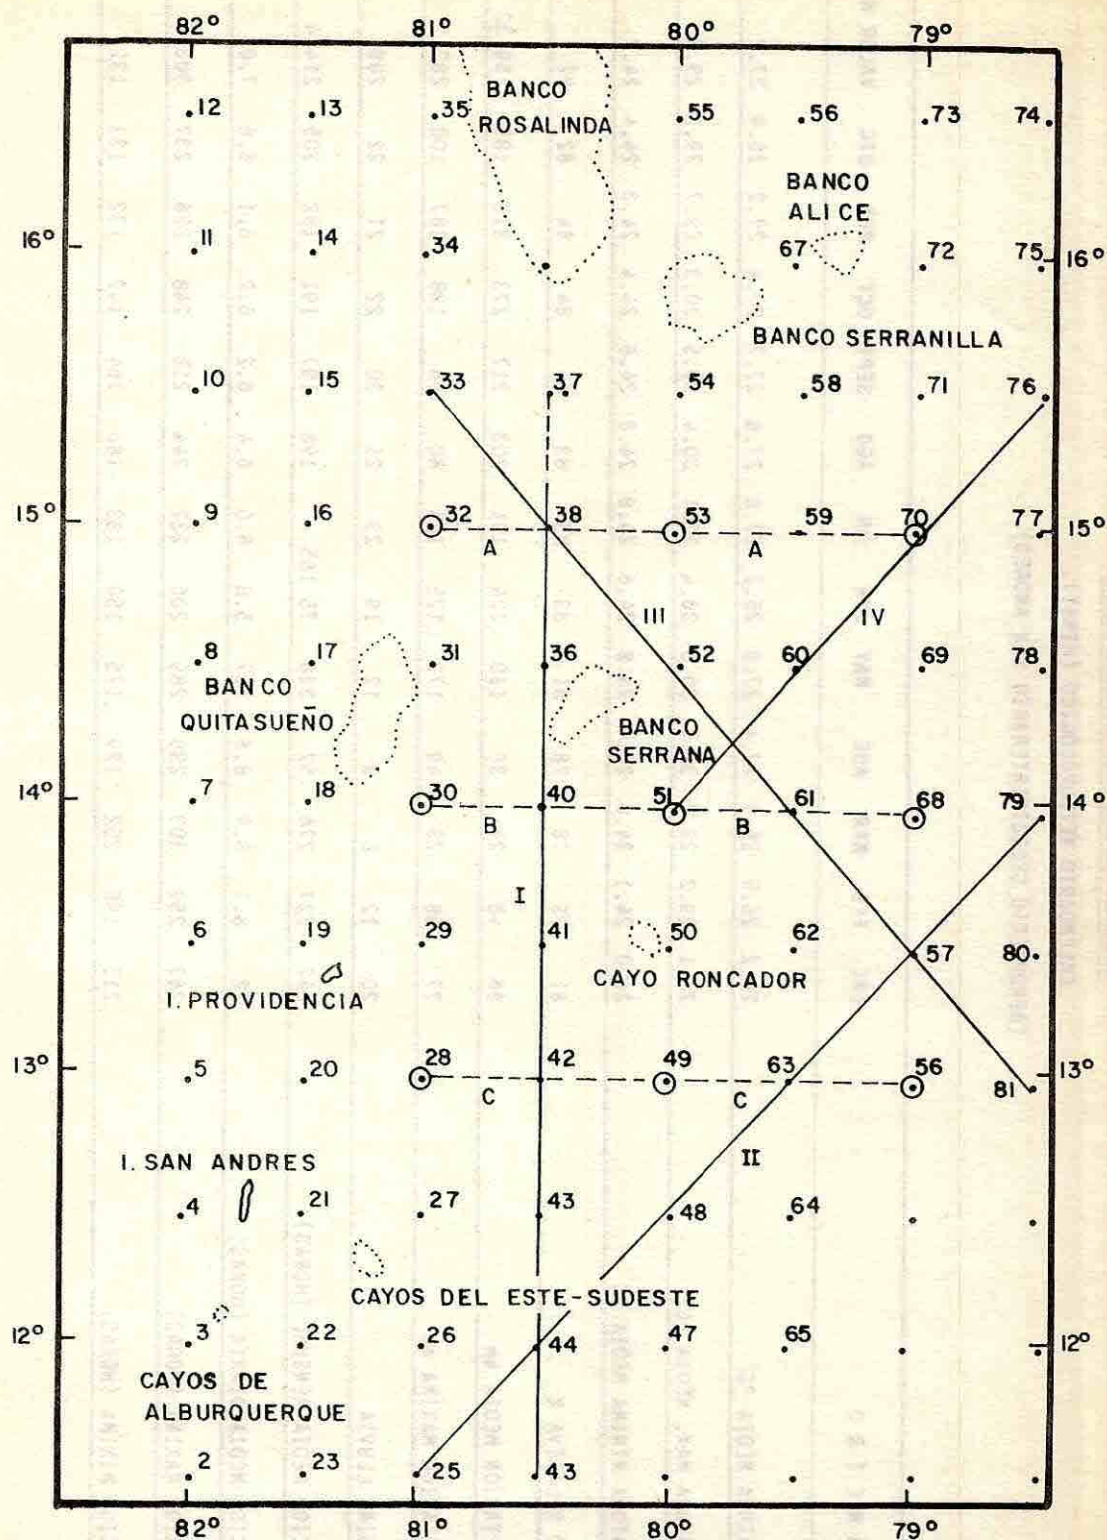 82° 81° 80° 79°
12 13 35 BANCO ROSALINDA 55 56 73 74
BANCO
ALICE
16° 11 14 34 67 72 75 16°
BANCO SERRANILLA
10 15 33 37 54 58 71 76
15° 9 16 32 38 53 59 70 77 15°
A A
III IV
8 17 31 36 52 60 69 78
BANCO
QUITASUEÑO
BANCO
SERRANA
14° 7 18 30 40 51 61 68 79 14°
B B
I
6 19 29 41 50 62 57 80
I. PROVIDENCIA
CAYO RONCADOR
13° 5 20 28 42 49 63 56 81 13°
C C
II
I. SAN ANDRES
4 21 27 43 48 64
CAYOS DEL ESTE-SUDESTE
12° 3 22 26 44 47 65 12°
CAYOS DE
ALBURQUERQUE
2 23 25 43
82° 81° 80° 79°